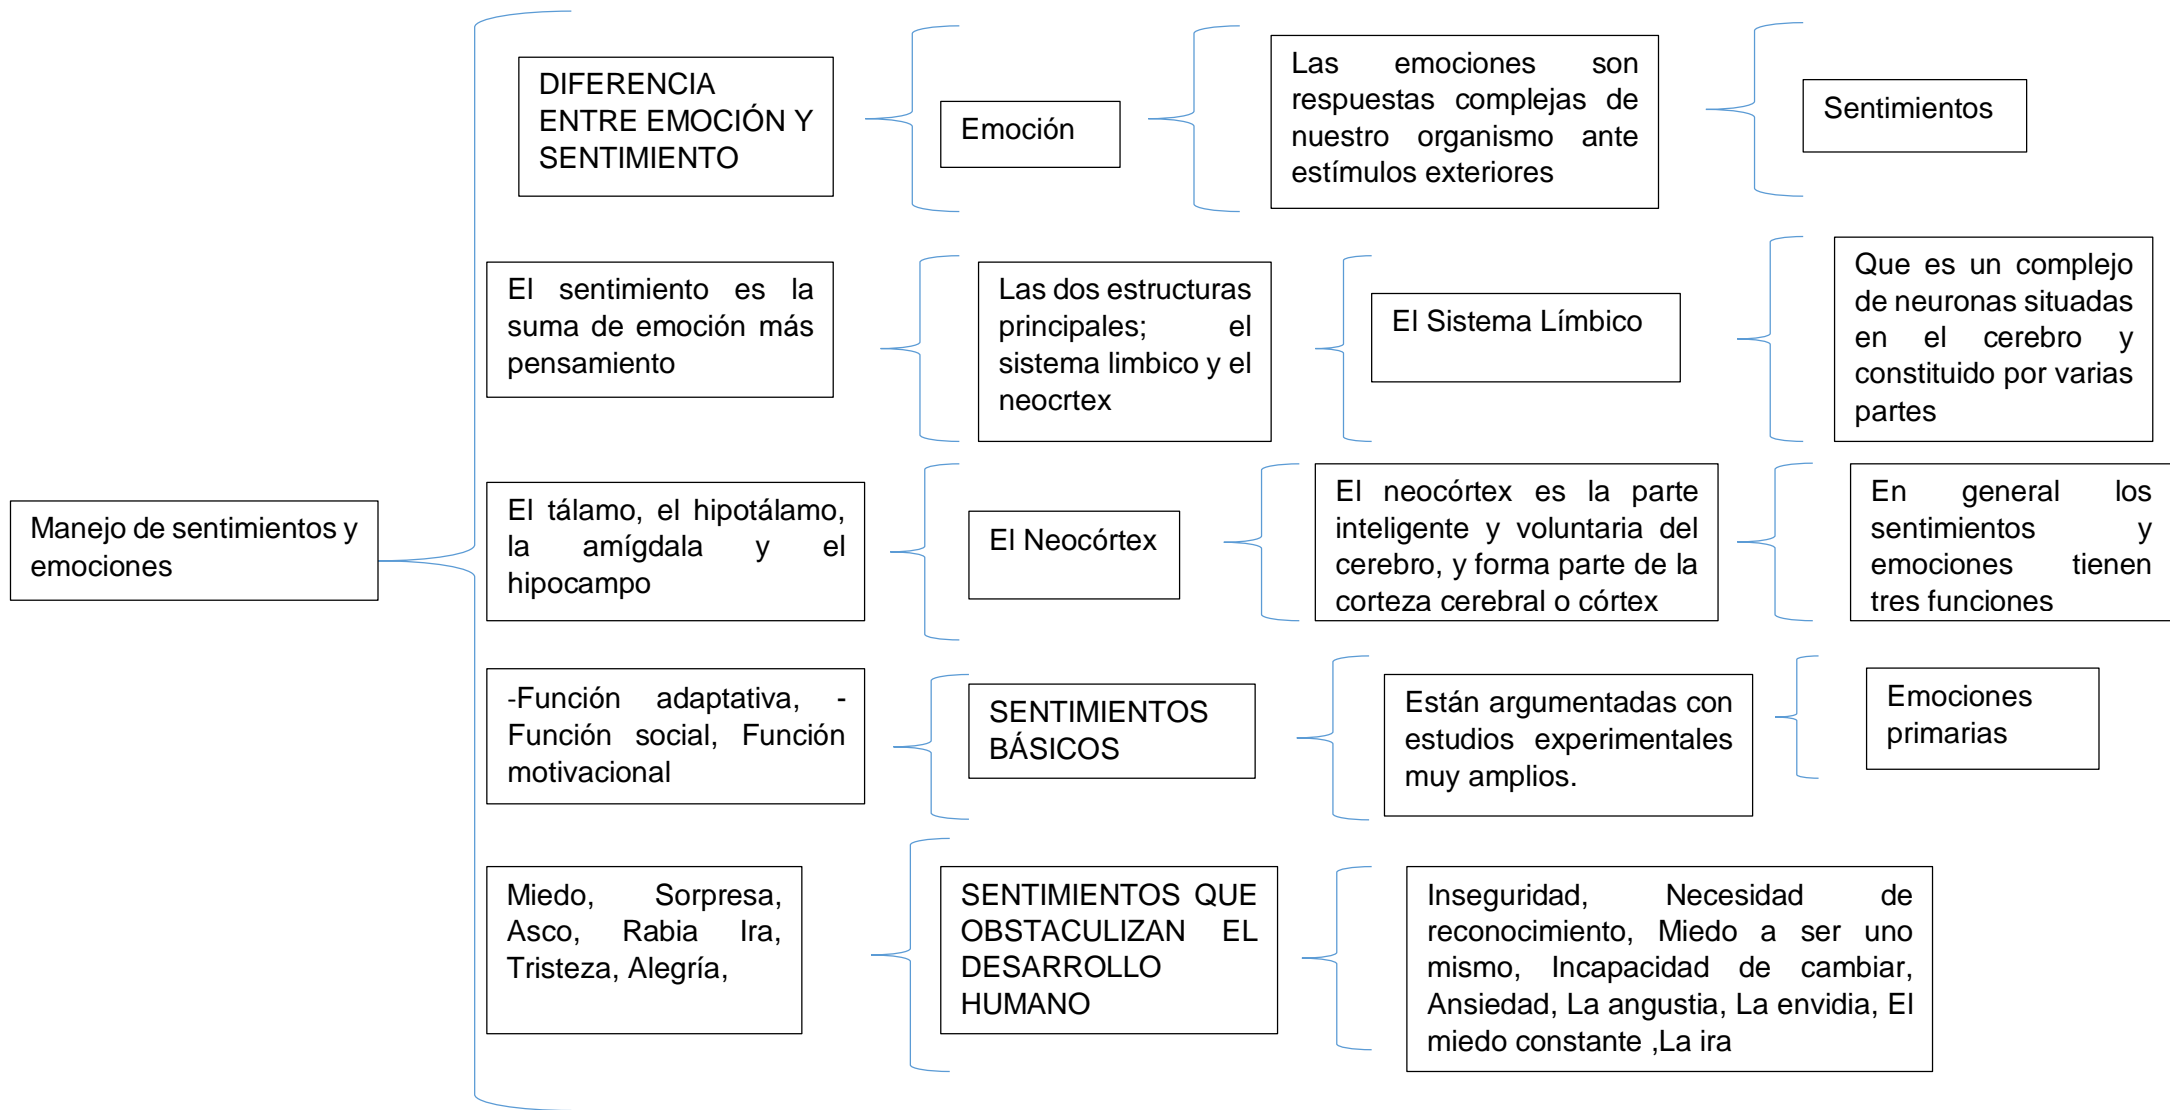 Manejo de sentimientos y
emociones
DIFERENCIA
ENTRE EMOCIÓN Y
SENTIMIENTO
Emoción
Las emociones son
respuestas complejas de
nuestro organismo ante
estímulos exteriores
Sentimientos
El sentimiento es la
suma de emoción más
pensamiento
Las dos estructuras
principales; el
sistema limbico y el
neocrtex
El Sistema Límbico
Que es un complejo
de neuronas situadas
en el cerebro y
constituido por varias
partes
El tálamo, el hipotálamo,
la amígdala y el
hipocampo
El Neocórtex
El neocórtex es la parte
inteligente y voluntaria del
cerebro, y forma parte de la
corteza cerebral o córtex
En general los
sentimientos y
emociones tienen
tres funciones
-Función adaptativa, -
Función social, Función
motivacional
SENTIMIENTOS
BÁSICOS
Están argumentadas con
estudios experimentales
muy amplios.
Emociones
primarias
Miedo, Sorpresa,
Asco, Rabia Ira,
Tristeza, Alegría,
SENTIMIENTOS QUE
OBSTACULIZAN EL
DESARROLLO
HUMANO
Inseguridad, Necesidad de
reconocimiento, Miedo a ser uno
mismo, Incapacidad de cambiar,
Ansiedad, La angustia, La envidia, El
miedo constante ,La ira